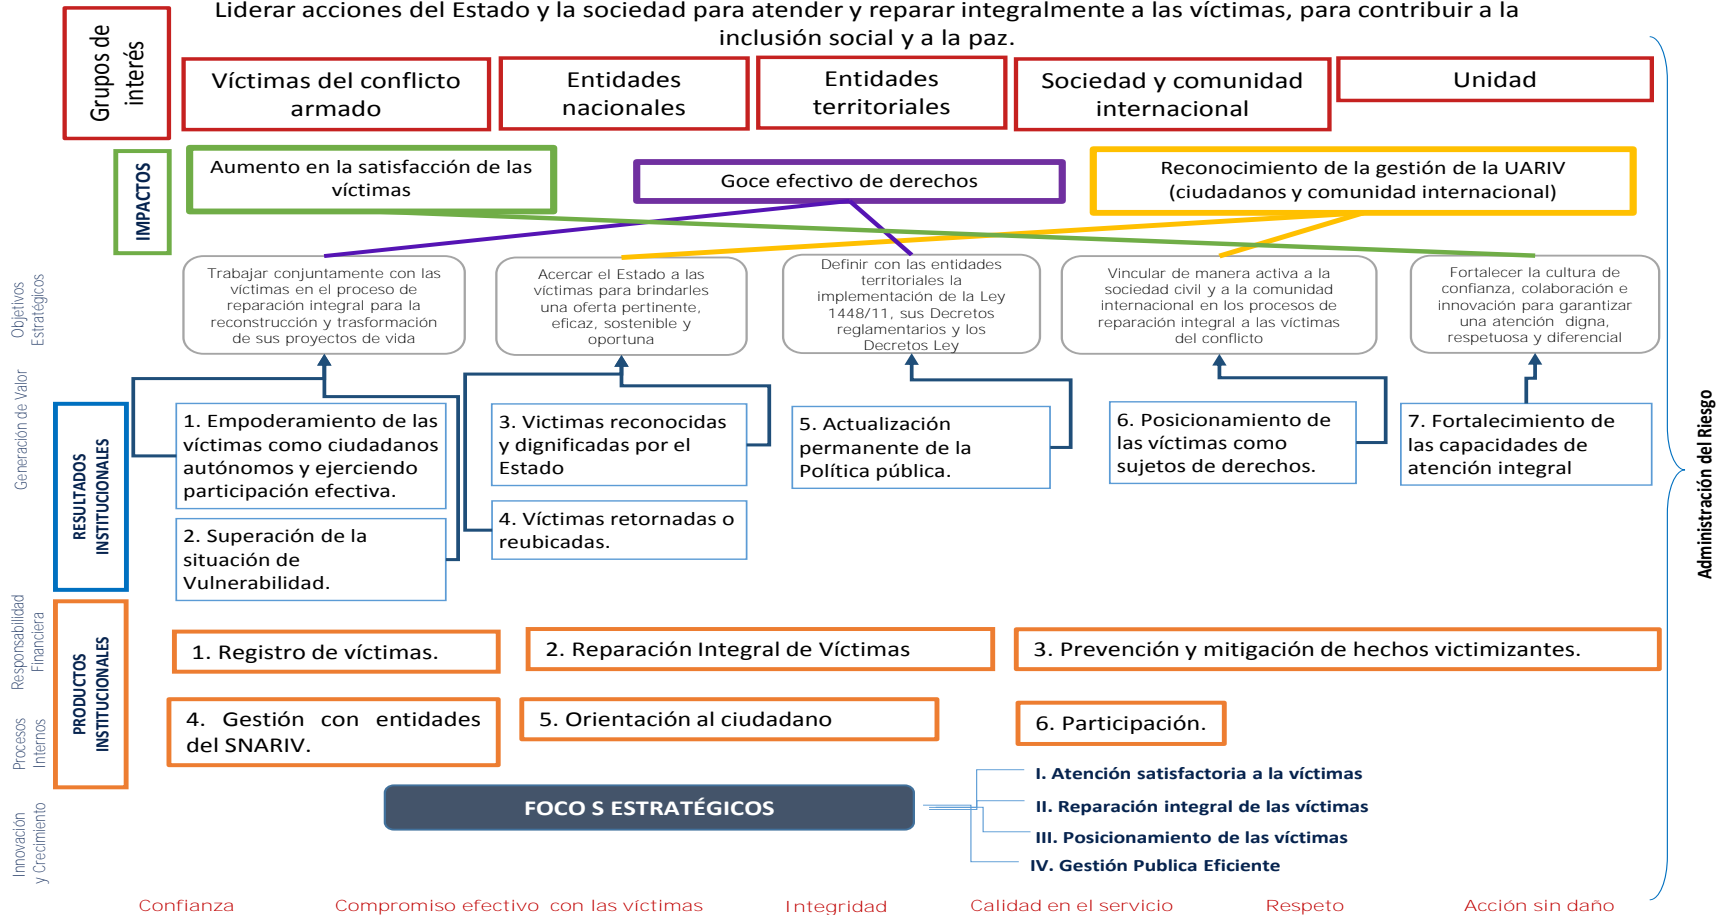 Liderar acciones del Estado y la sociedad para atender y reparar integralmente a las víctimas, para contribuir a la
inclusión social y a la paz.
Grupos de
interés
Víctimas del conflicto
armado
Entidades
nacionales
Entidades
territoriales
Sociedad y comunidad
internacional
Unidad
IMPACTOS
Aumento en la satisfacción de las
víctimas
Goce efectivo de derechos
Reconocimiento de la gestión de la UARIV
(ciudadanos y comunidad internacional)
Objetivos
Estratégicos
Trabajar conjuntamente con las
víctimas en el proceso de
reparación integral para la
reconstrucción y trasformación
de sus proyectos de vida
Acercar el Estado a las
víctimas para brindarles
una oferta pertinente,
eficaz, sostenible y
oportuna
Definir con las entidades
territoriales la
implementación de la Ley
1448/11, sus Decretos
reglamentarios y los
Decretos Ley
Vincular de manera activa a la
sociedad civil y a la comunidad
internacional en los procesos de
reparación integral a las víctimas
del conflicto
Fortalecer la cultura de
confianza, colaboración e
innovación para garantizar
una atención digna,
respetuosa y diferencial
Generación de Valor
RESULTADOS
INSTITUCIONALES
1. Empoderamiento de las
víctimas como ciudadanos
autónomos y ejerciendo
participación efectiva.
2. Superación de la
situación de
Vulnerabilidad.
3. Victimas reconocidas
y dignificadas por el
Estado
4. Víctimas retornadas o
reubicadas.
5. Actualización
permanente de la
Política pública.
6. Posicionamiento de
las víctimas como
sujetos de derechos.
7. Fortalecimiento de
las capacidades de
atención integral
Administración del Riesgo
Responsabilidad
Financiera
PRODUCTOS
INSTITUCIONALES
1. Registro de víctimas.
2. Reparación Integral de Víctimas
3. Prevención y mitigación de hechos victimizantes.
Procesos
Internos
4. Gestión con entidades
del SNARIV.
5. Orientación al ciudadano
6. Participación.
Innovación
y Crecimiento
FOCO S ESTRATÉGICOS
I. Atención satisfactoria a la víctimas
II. Reparación integral de las víctimas
III. Posicionamiento de las víctimas
IV. Gestión Publica Eficiente
Confianza
Compromiso efectivo con las víctimas
Integridad
Calidad en el servicio
Respeto
Acción sin daño